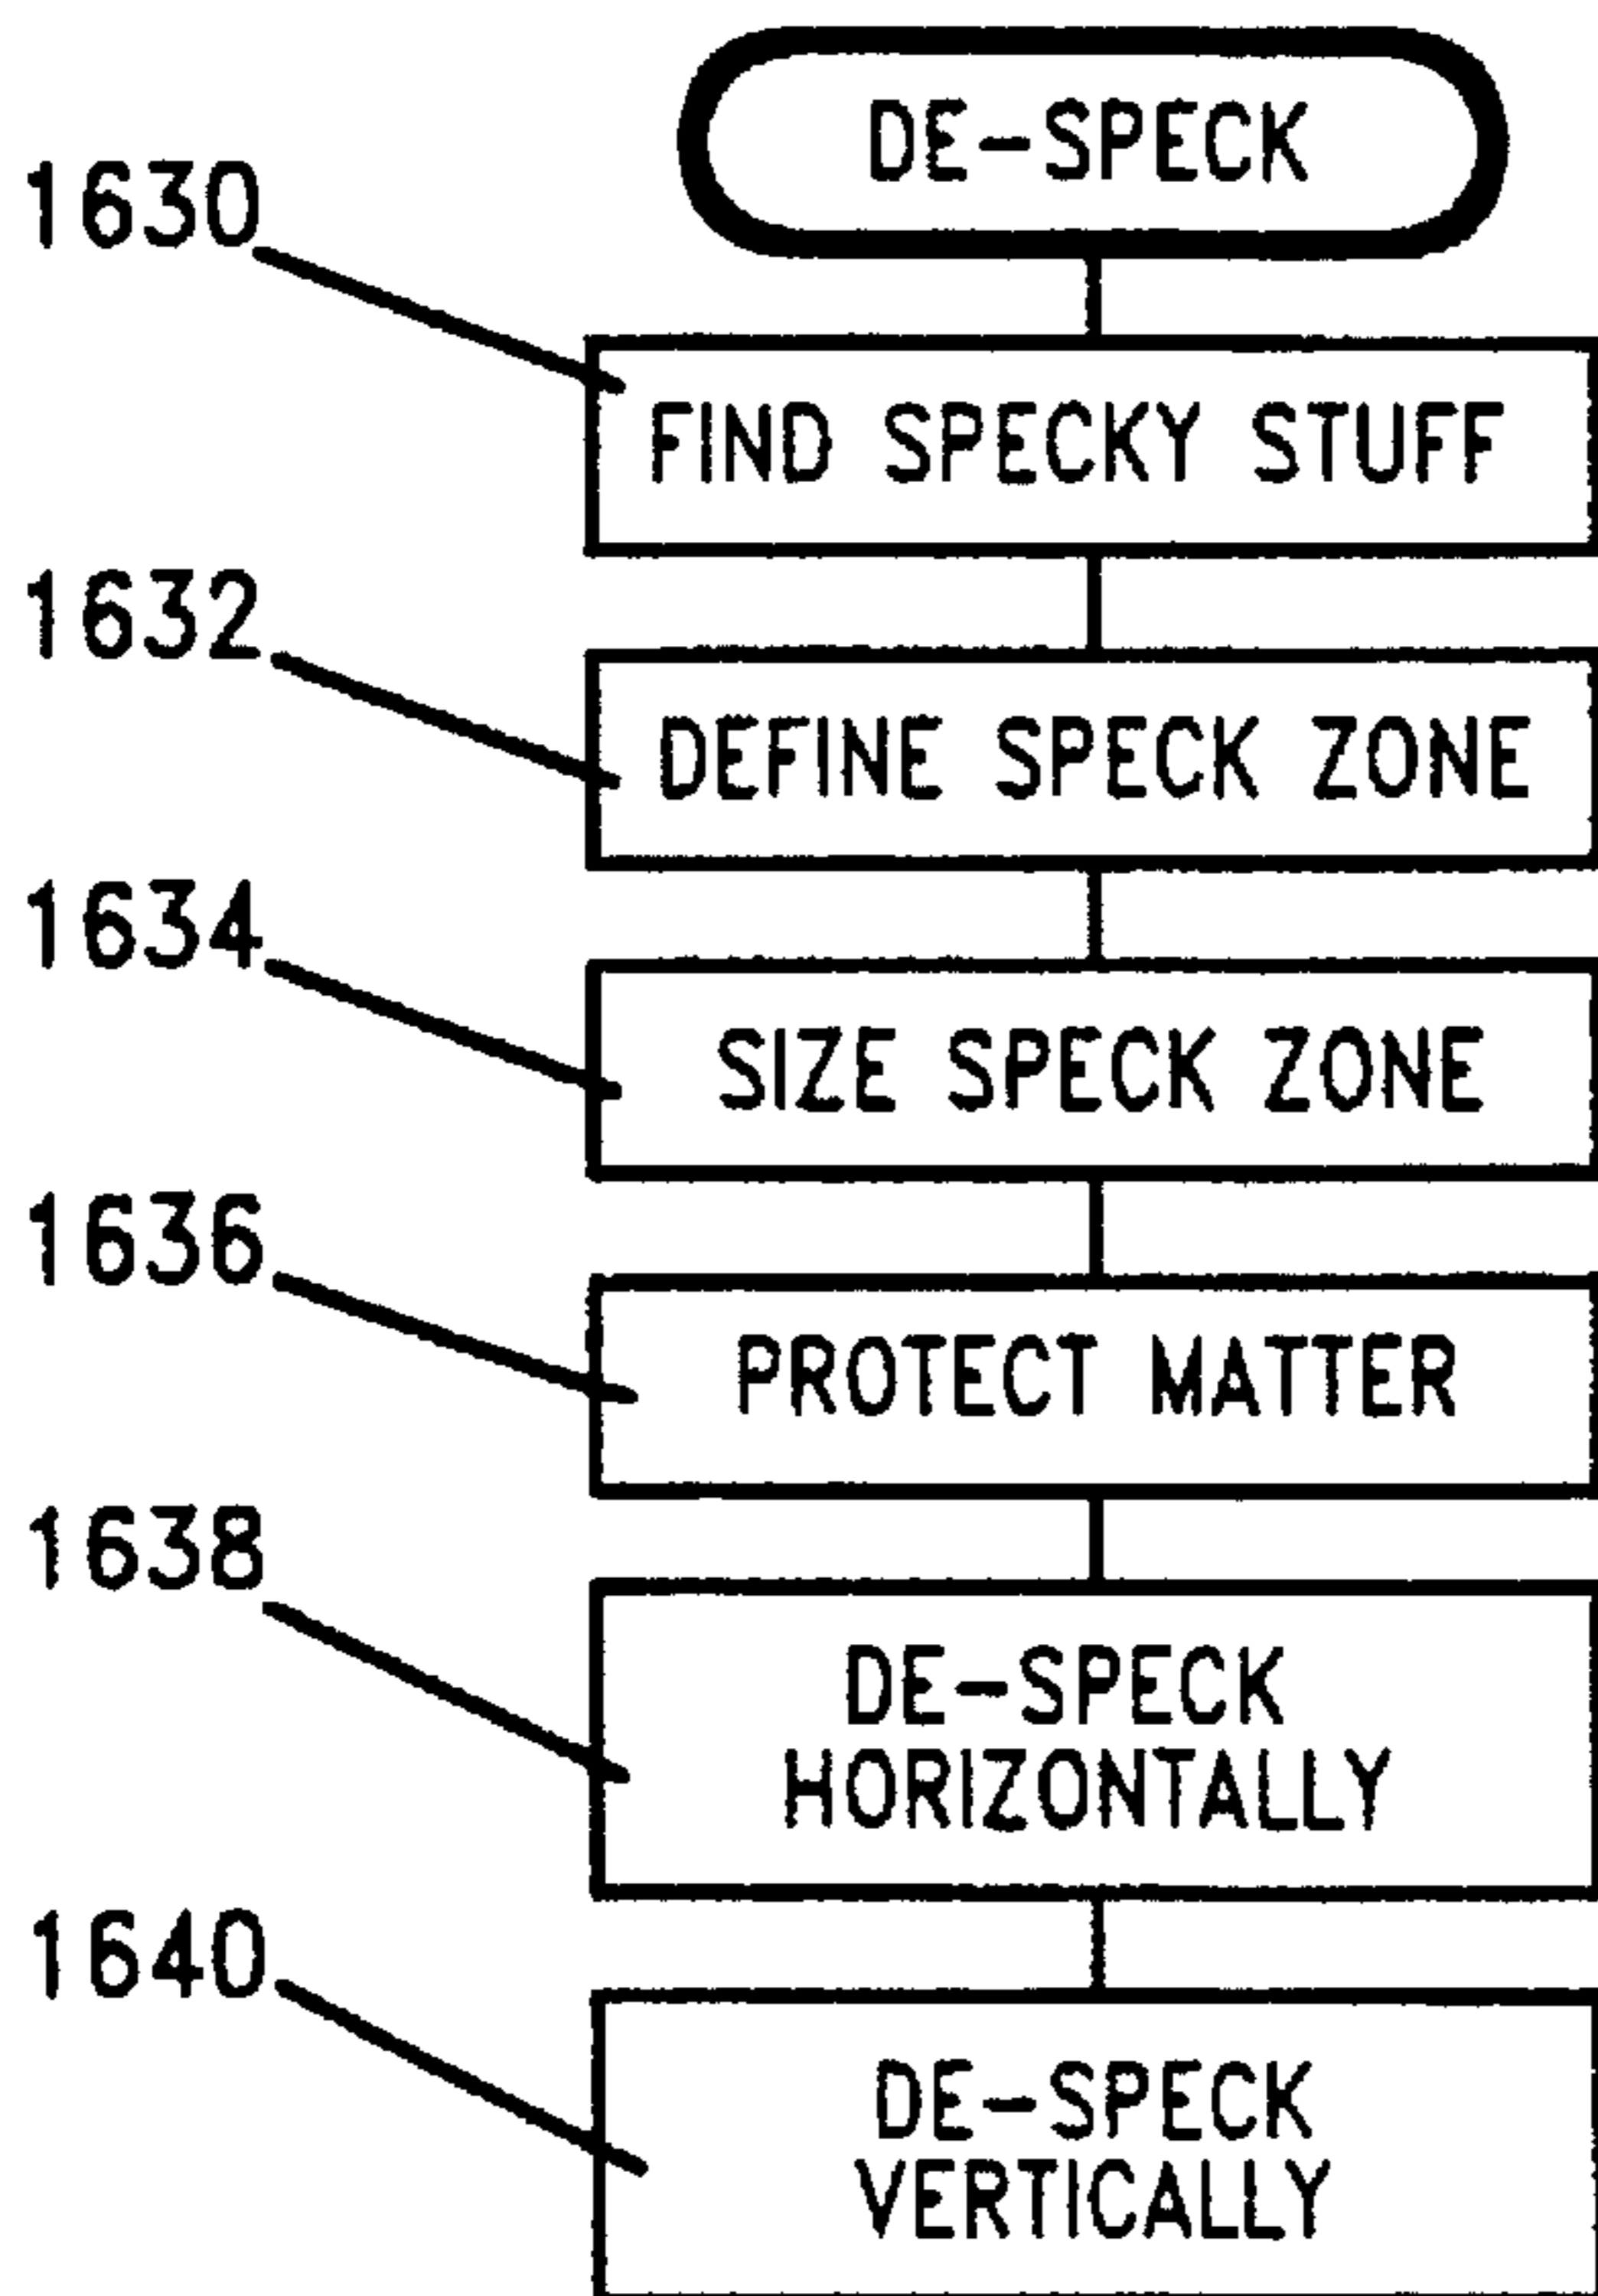 DE-SPECK
1630
FIND SPECKY STUFF
1632
DEFINE SPECK ZONE
1634
SIZE SPECK ZONE
1636
PROTECT MATTER
1638
DE-SPECK
HORIZONTALLY
1640
DE-SPECK
VERTICALLY